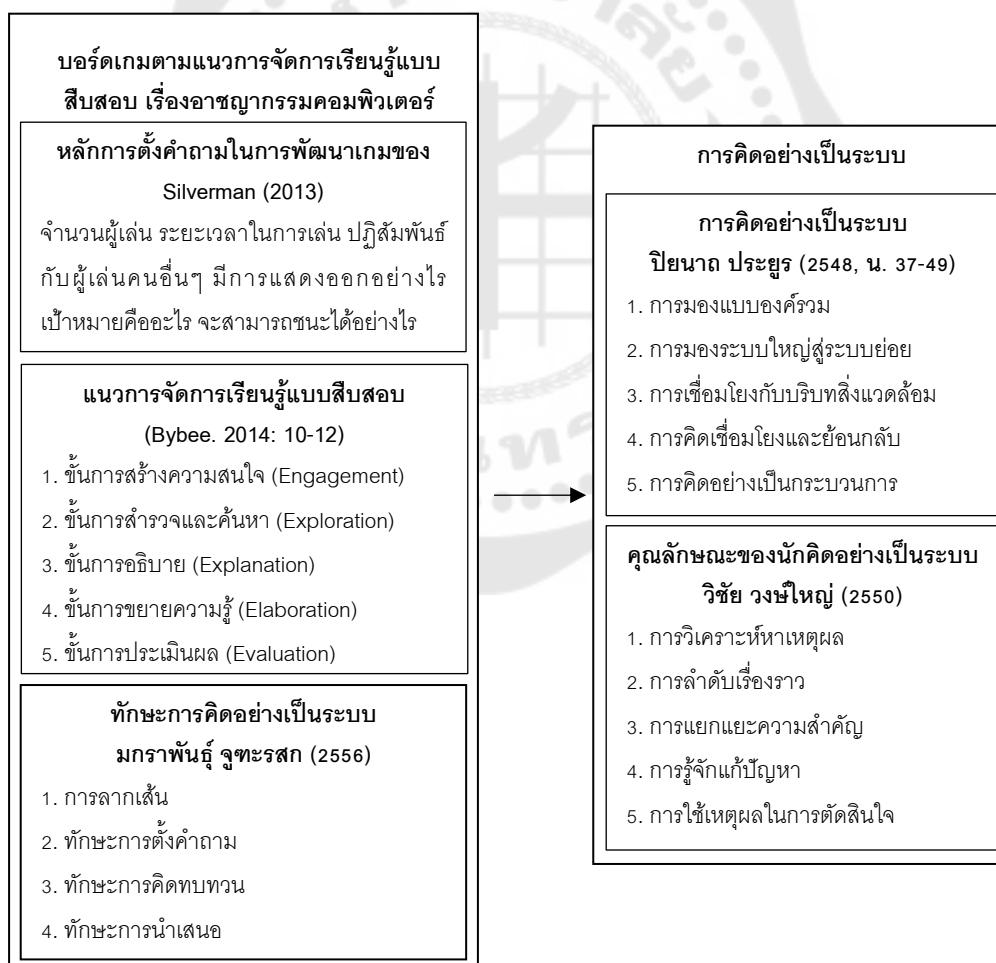 บอร์ดเกมตามแนวการจัดการเรียนรู้แบบ
สืบสอบ เรื่องอาชญากรรมคอมพิวเตอร์
หลักการตั้งคำถามในการพัฒนาเกมของ
Silverman (2013)
จำนวนผู้เล่น ระยะเวลาในการเล่น ปฏิสัมพันธ์
กับผู้เล่นคนอื่นๆ มีการแสดงออกอย่างไร
เป้าหมายคืออะไร จะสามารถชนะได้อย่างไร
แนวการจัดการเรียนรู้แบบสืบสอบ
(Bybee. 2014: 10-12)
1. ขั้นการสร้างความสนใจ (Engagement)
2. ขั้นการสำรวจและค้นหา (Exploration)
3. ขั้นการอธิบาย (Explanation)
4. ขั้นการขยายความรู้ (Elaboration)
5. ขั้นการประเมินผล (Evaluation)
ทักษะการคิดอย่างเป็นระบบ
มกราพันธุ์ จูฑะรสก (2556)
1. การลากเส้น
2. ทักษะการตั้งคำถาม
3. ทักษะการคิดทบทวน
4. ทักษะการนำเสนอ
การคิดอย่างเป็นระบบ
การคิดอย่างเป็นระบบ
ปิยนาถ ประยูร (2548, น. 37-49)
1. การมองแบบองค์รวม
2. การมองระบบใหญ่สู่ระบบย่อย
3. การเชื่อมโยงกับบริบทสิ่งแวดล้อม
4. การคิดเชื่อมโยงและย้อนกลับ
5. การคิดอย่างเป็นกระบวนการ
คุณลักษณะของนักคิดอย่างเป็นระบบ
วิชัย วงษ์ใหญ่ (2550)
1. การวิเคราะห์หาเหตุผล
2. การลำดับเรื่องราว
3. การแยกแยะความสำคัญ
4. การรู้จักแก้ปัญหา
5. การใช้เหตุผลในการตัดสินใจ